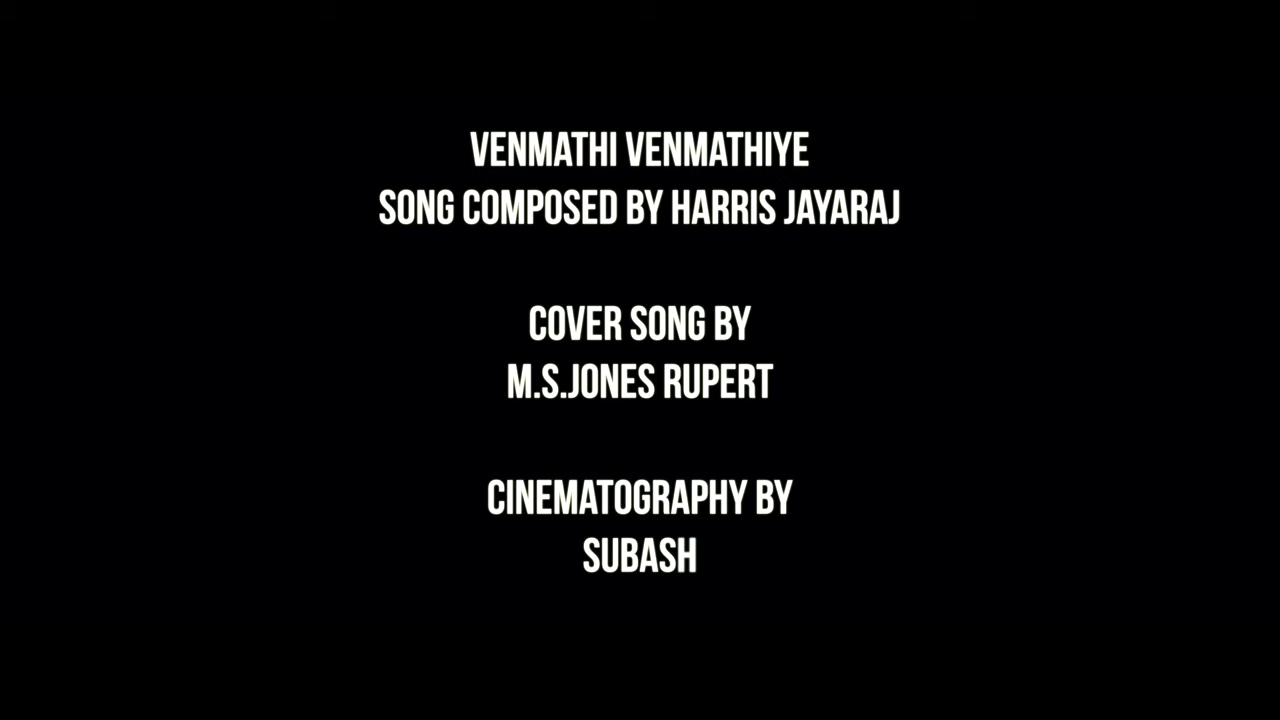 VENMATHI VENMATHIYE
SONG COMPOSED BY HARRIS JAYARAJ
COVER SONG BY
M.S.JONES RUPERT
CINEMATOGRAPHY BY
SUBASH